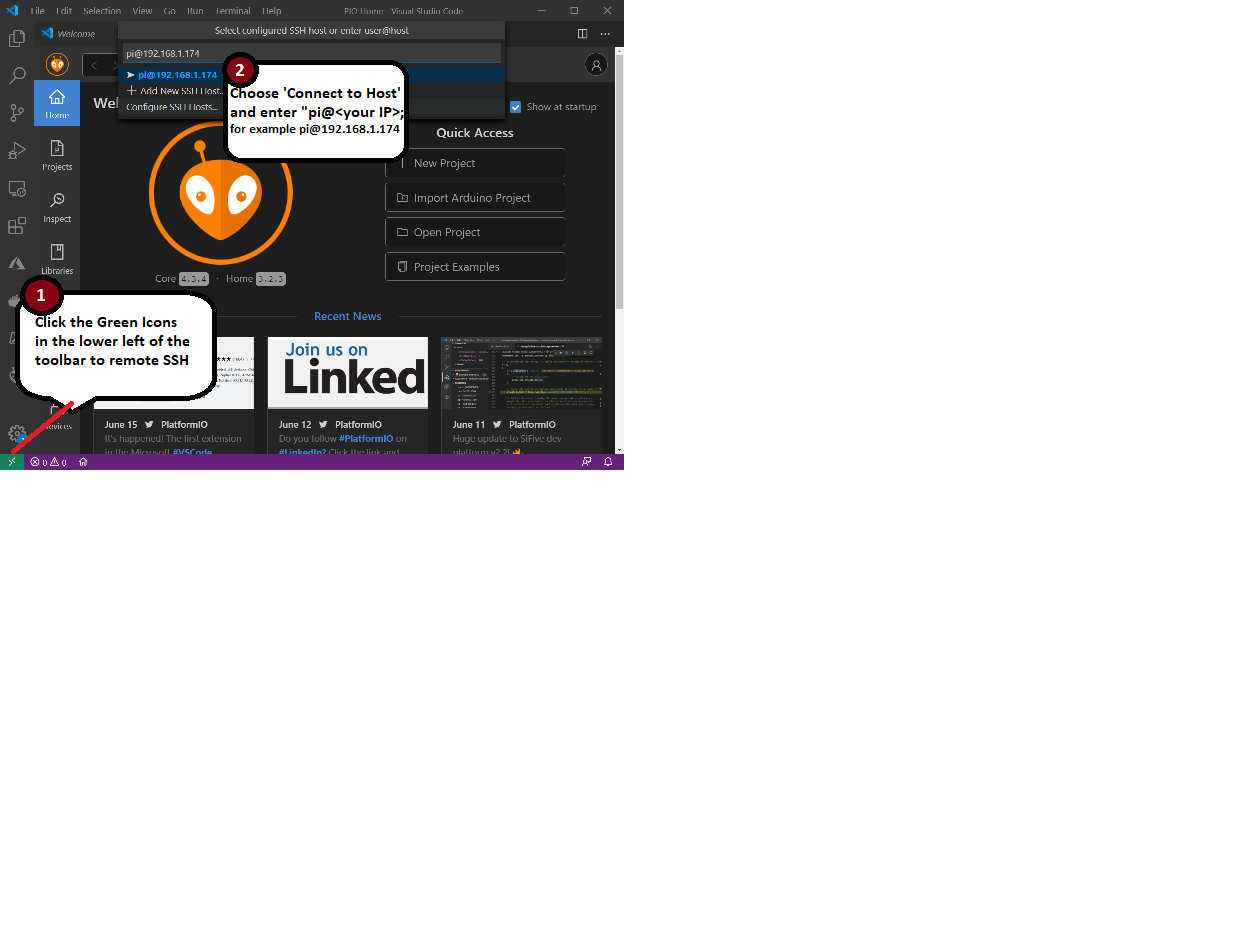 File Edit Selection View Go Run Terminal Help PIO Home - Visual Studio Code
Welcome
Select configured SSH host or enter user@host
pi@192.168.1.174
pi@192.168.1.174
Add New SSH Host...
Configure SSH Hosts...
2
Choose 'Connect to Host'
and enter "pi@<your IP>;
for example pi@192.168.1.174
Wel
Show at startup
Home
Projects
Inspect
Libraries
Quick Access
New Project
Import Arduino Project
Open Project
Project Examples
Core 4.3.4 · Home 3.2.3
1
Click the Green Icons
in the lower left of the
toolbar to remote SSH
Recent News
Join us on
Linked
June 15 PlatformIO
It's happened! The first extension
in the Microsoft #VSCode
June 12 PlatformIO
Do you follow #PlatformIO on
#LinkedIn? Click the link and
June 11 PlatformIO
Huge update to SiFive dev
platform v2.2!
0 0